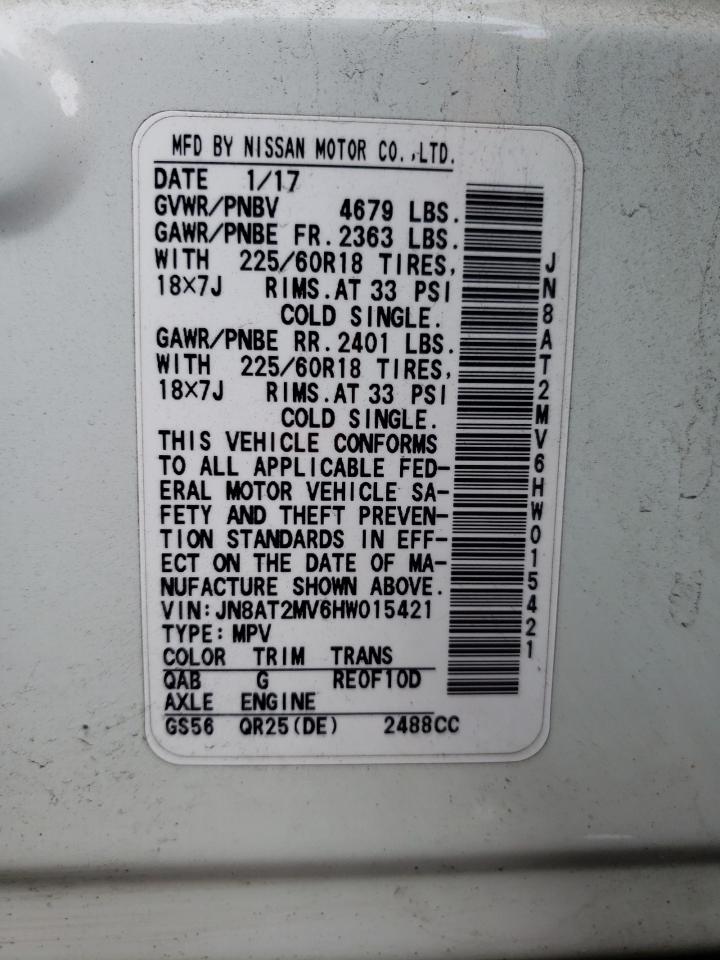 MFD BY NISSAN MOTOR CO.,LTD.
DATE 1/17
GVWR/PNBV 4679 LBS.
GAWR/PNBE FR.2363 LBS.
WITH 225/60R18 TIRES,
18×7J RIMS.AT 33 PSI
COLD SINGLE.
GAWR/PNBE RR.2401 LBS.
WITH 225/60R18 TIRES,
18×7J RIMS.AT 33 PSI
COLD SINGLE.
THIS VEHICLE CONFORMS
TO ALL APPLICABLE FED-
ERAL MOTOR VEHICLE SA-
FETY AND THEFT PREVEN-
TION STANDARDS IN EFF-
ECT ON THE DATE OF MA-
NUFACTURE SHOWN ABOVE.
VIN:JN8AT2MV6HW015421
TYPE:MPV
COLOR TRIM TRANS
QAB G RE0F10D
AXLE ENGINE
GS56 QR25(DE) 2488CC
JN8AT2MV6HW015421